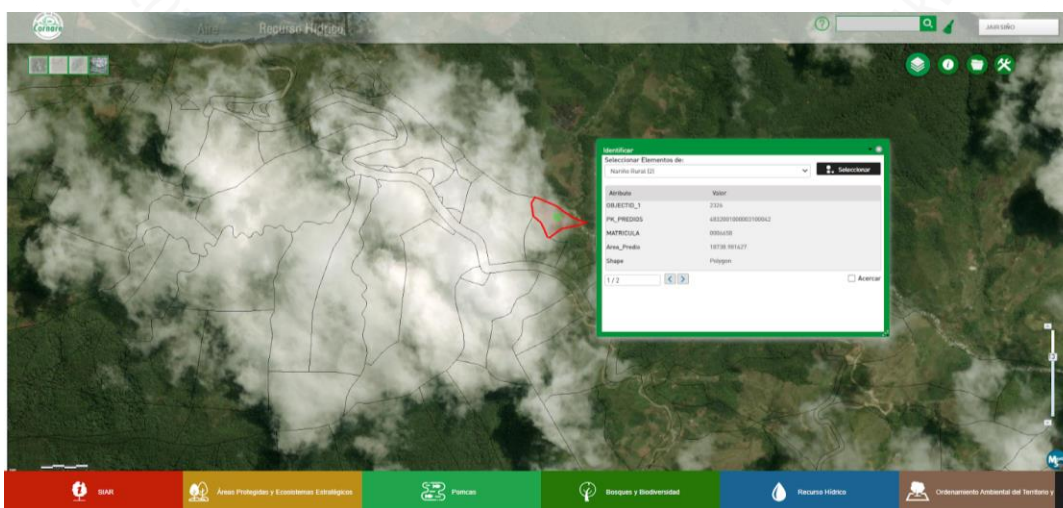 Cornare
Aire
Recurso Hídrico
Identificar
Seleccionar Elementos de:
Nariño Rural (2)
Seleccionar
Atributo Valor
OBJECTID_1 2326
PK_PREDIOS
MATRICULA
Area_Predio
Shape Polygon
1 / 2
Acercar
SIAR
Áreas Protegidas y Ecosistemas Estratégicos
Pomcas
Bosques y Biodiversidad
Recurso Hídrico
Ordenamiento Ambiental del Territorio y